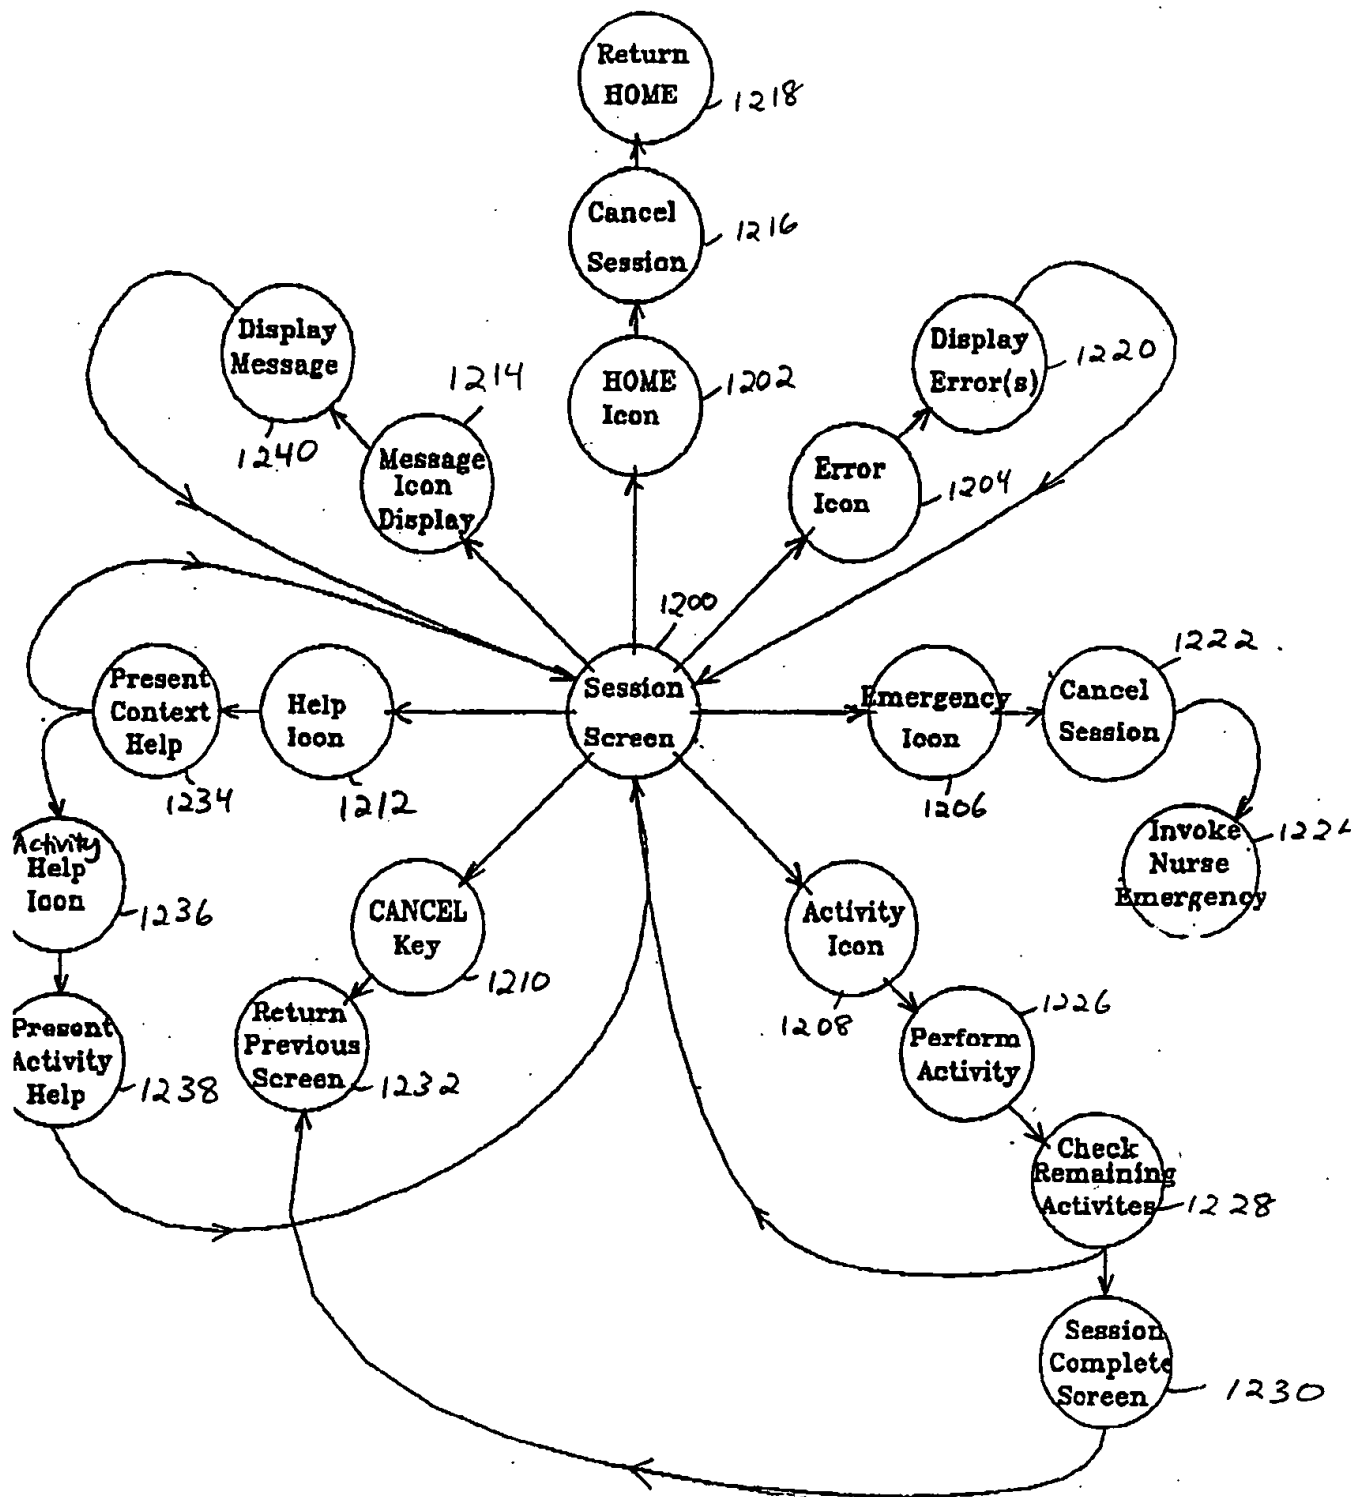 Return
HOME
1218
Cancel
Session
1216
Display
Message
1240
Message
Icon
Display
1214
HOME
Icon
1202
Display
Error(s)
1220
Error
Icon
1204
1200
Session
Screen
Present
Context
Help
1234
Help
Icon
1212
Emergency
Icon
1206
Cancel
Session
1222
Invoke
Nurse
Emergency
Activity
Help
Icon
1236
CANCEL
Key
1210
Activity
Icon
1208
Present
Activity
Help
1238
Return
Previous
Screen
1232
Perform
Activity
1226
Check
Remaining
Activites
1228
Session
Complete
Screen
1230